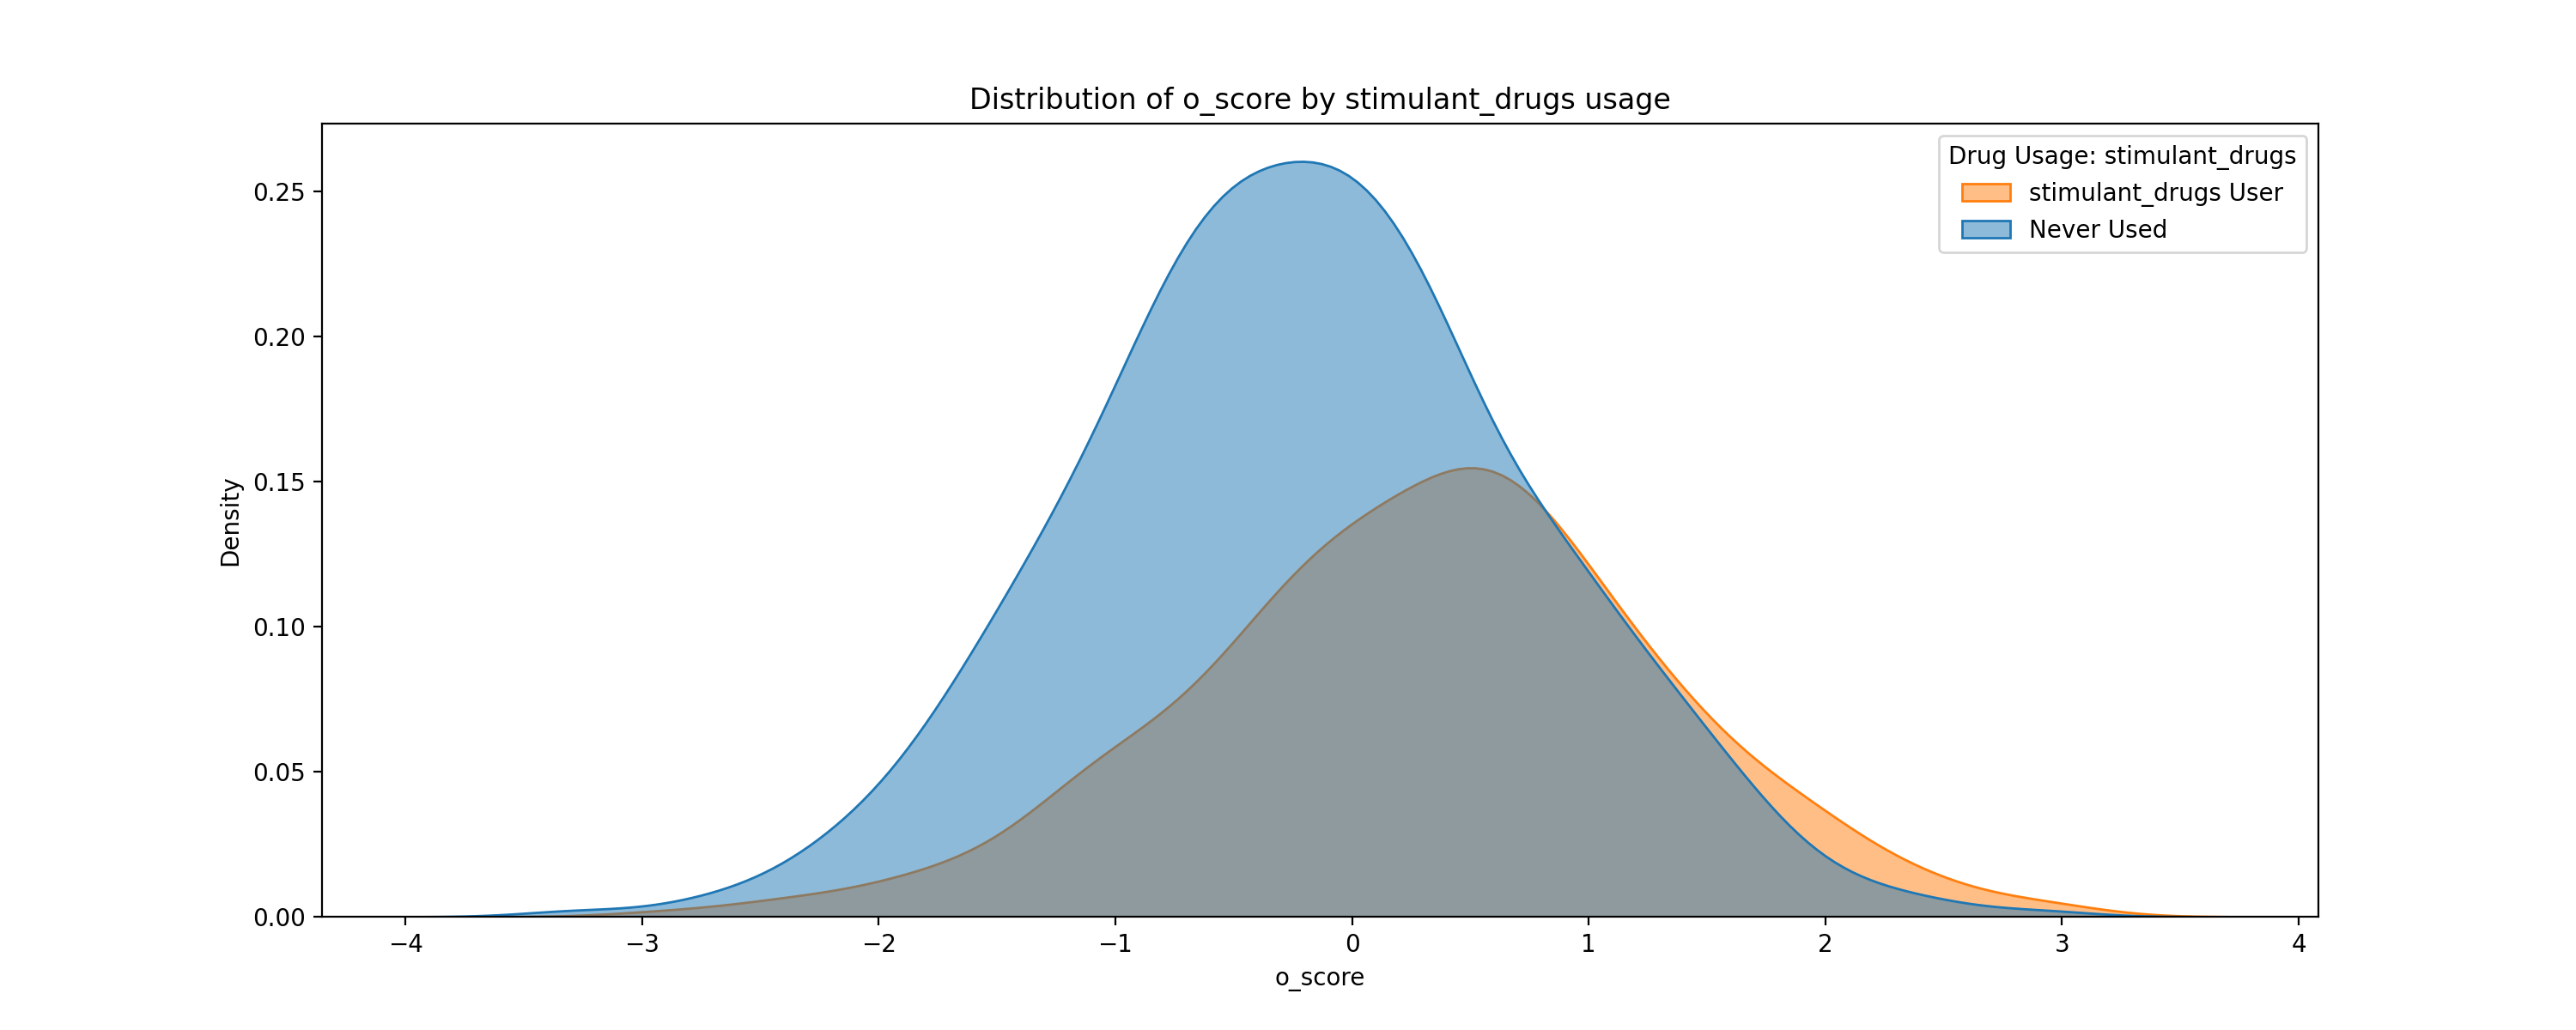 Distribution of o_score by stimulant_drugs usage
Drug Usage: stimulant_drugs
stimulant_drugs User
Never Used
Density
0.25
0.20
0.15
0.10
0.05
0.00
−4 −3 −2 −1 0 1 2 3 4
o_score